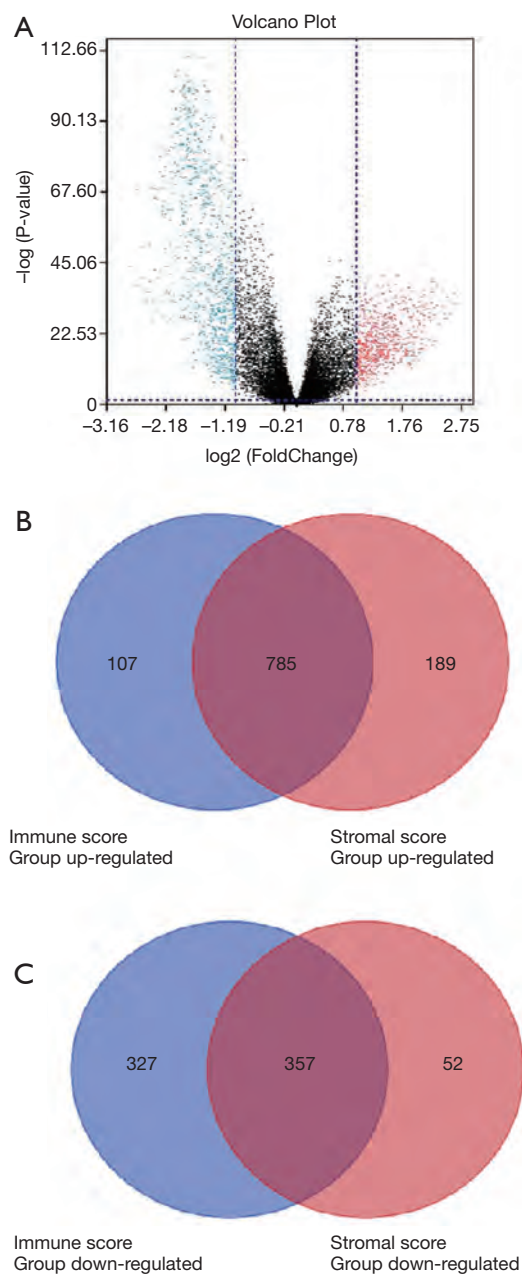 A
Volcano Plot
112.66
90.13
67.60
45.06
22.53
0
−log (P-value)
−3.16 −2.18 −1.19 −0.21 0.78 1.76 2.75
log2 (FoldChange)
B
107 785 189
Immune score
Group up-regulated
Stromal score
Group up-regulated
C
327 357 52
Immune score
Group down-regulated
Stromal score
Group down-regulated